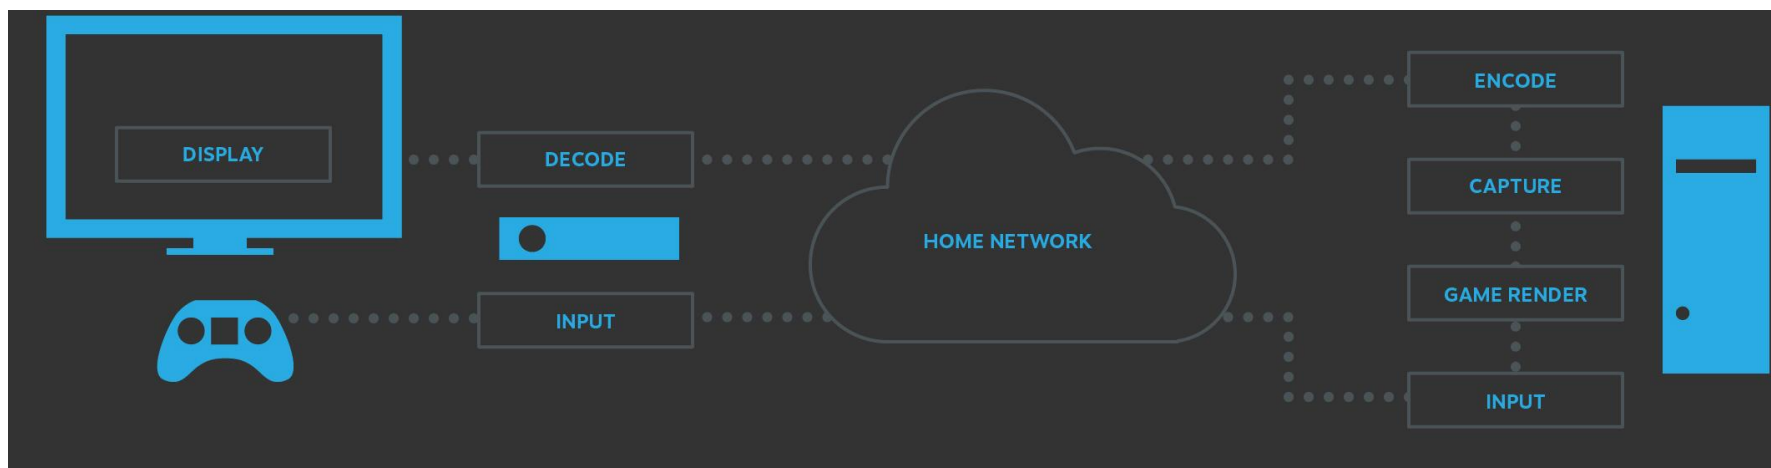 DISPLAY
DECODE
INPUT
HOME NETWORK
ENCODE
CAPTURE
GAME RENDER
INPUT